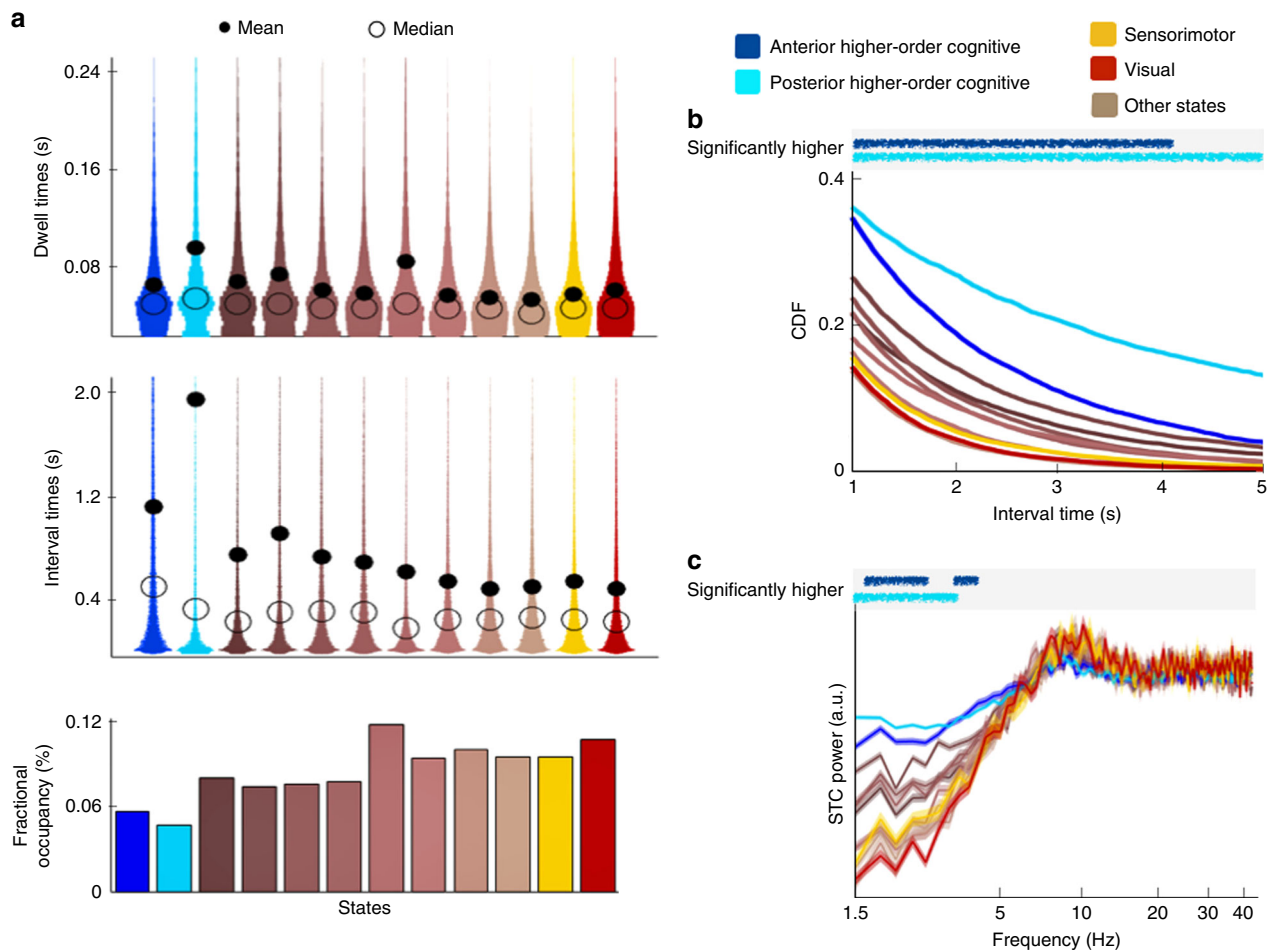 a
Mean
Median
0.24
0.16
0.08
Dwell times (s)
2.0
1.2
0.4
Interval times (s)
0.12
0.06
0
Fractional
occupancy (%)
States
Anterior higher-order cognitive
Posterior higher-order cognitive
Sensorimotor
Visual
Other states
b
Significantly higher
0.4
0.2
0
CDF
1
2
3
4
5
Interval time (s)
c
Significantly higher
STC power (a.u.)
1.5
5
10
20
30
40
Frequency (Hz)